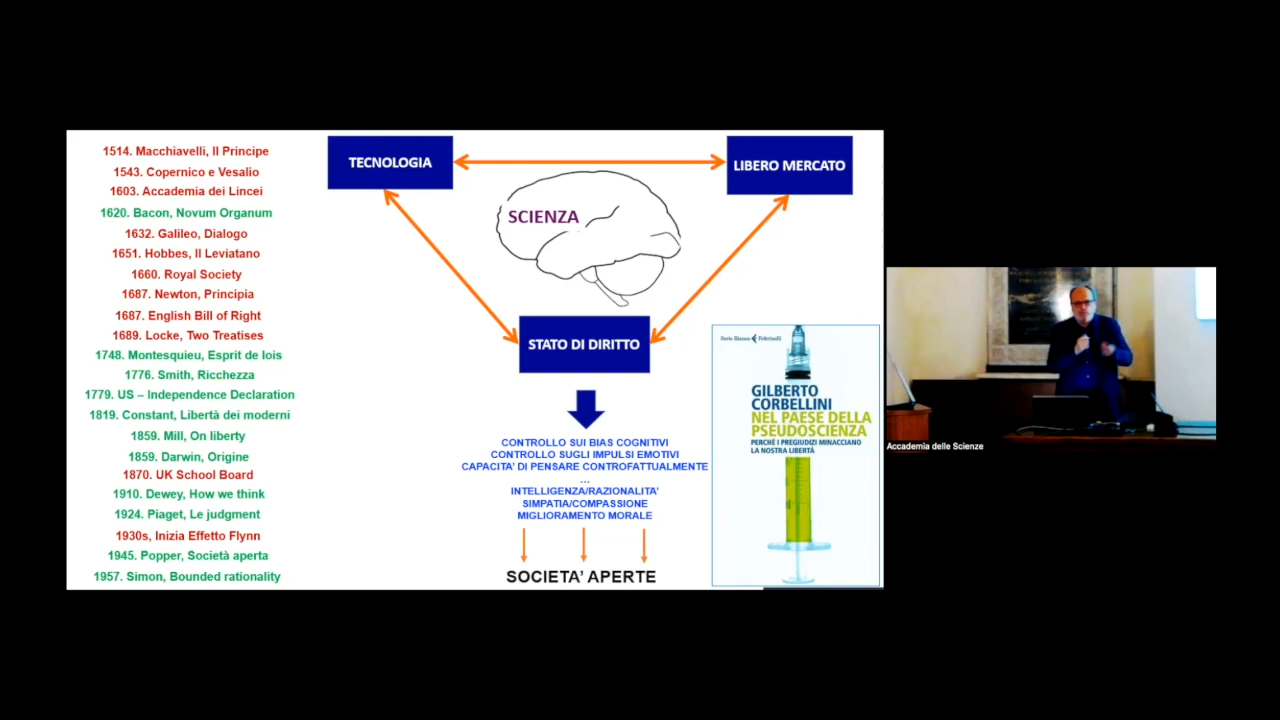 1514. Macchiavelli, Il Principe
1543. Copernico e Vesalio
1603. Accademia dei Lincei
1620. Bacon, Novum Organum
1632. Galileo, Dialogo
1651. Hobbes, Il Leviatano
1660. Royal Society
1687. Newton, Principia
1687. English Bill of Right
1689. Locke, Two Treatises
1748. Montesquieu, Esprit de lois
1776. Smith, Ricchezza
1779. US – Independence Declaration
1819. Constant, Libertà dei moderni
1859. Mill, On liberty
1859. Darwin, Origine
1870. UK School Board
1910. Dewey, How we think
1924. Piaget, Le judgment
1930s, Inizia Effetto Flynn
1945. Popper, Società aperta
1957. Simon, Bounded rationality
TECNOLOGIA
LIBERO MERCATO
SCIENZA
STATO DI DIRITTO
CONTROLLO SUI BIAS COGNITIVI
CONTROLLO SUGLI IMPULSI EMOTIVI
CAPACITA' DI PENSARE CONTROFATTUALMENTE
...
INTELLIGENZA/RAZIONALITA'
SIMPATIA/COMPASSIONE
MIGLIORAMENTO MORALE
SOCIETA' APERTE
Serie Bianca Feltrinelli
GILBERTO
CORBELLINI
NEL PAESE DELLA
PSEUDOSCIENZA
PERCHÉ I PREGIUDIZI MINACCIANO
LA NOSTRA LIBERTÀ
Accademia delle Scienze